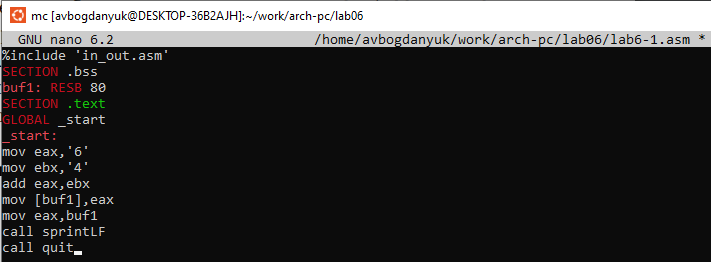 mc [avbogdanyuk@DESKTOP-36B2AJH]:~/work/arch-pc/lab06
GNU nano 6.2 /home/avbogdanyuk/work/arch-pc/lab06/lab6-1.asm *
%include 'in_out.asm'
SECTION .bss
buf1: RESB 80
SECTION .text
GLOBAL _start
_start:
mov eax,'6'
mov ebx,'4'
add eax,ebx
mov [buf1],eax
mov eax,buf1
call sprintLF
call quit